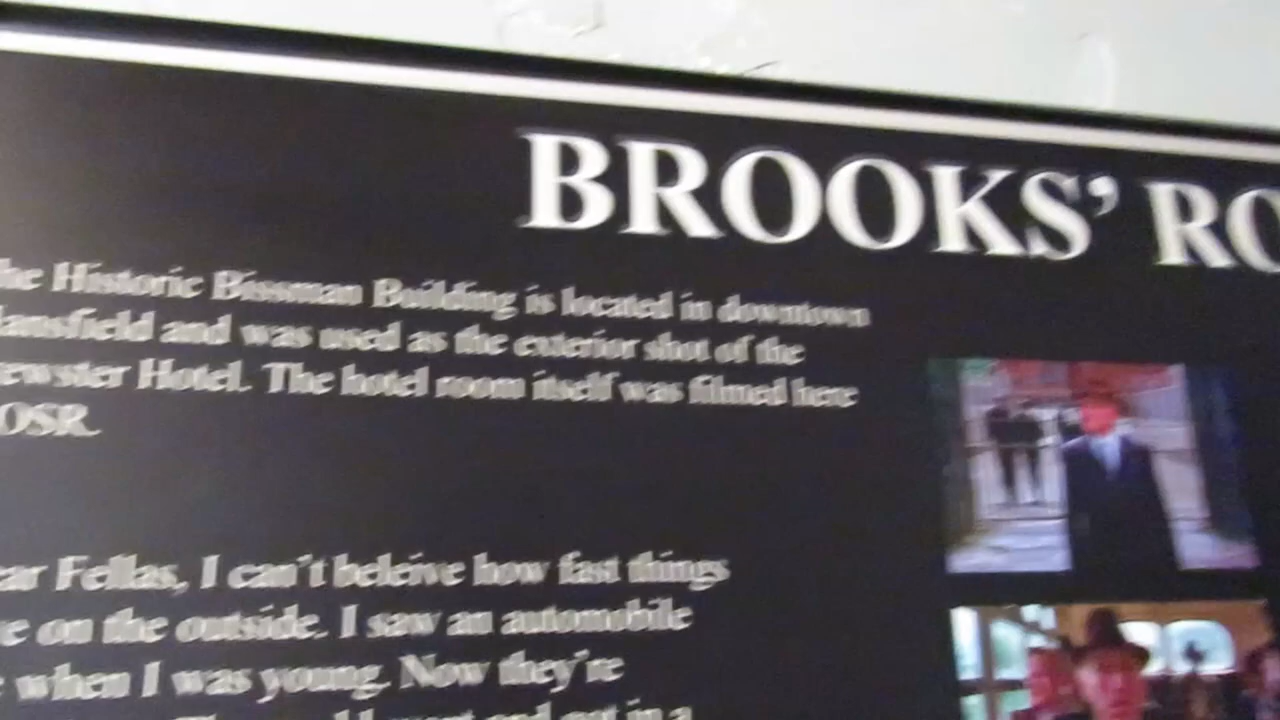 BROOKS' RO
he Historic Bissman Building is located in downtown
ansfield and was used as the exterior shot of the
ewster Hotel. The hotel room itself was filmed here
OSR.
ar Fellas, I can't beleive how fast things
e on the outside. I saw an automobile
when I was young. Now they're